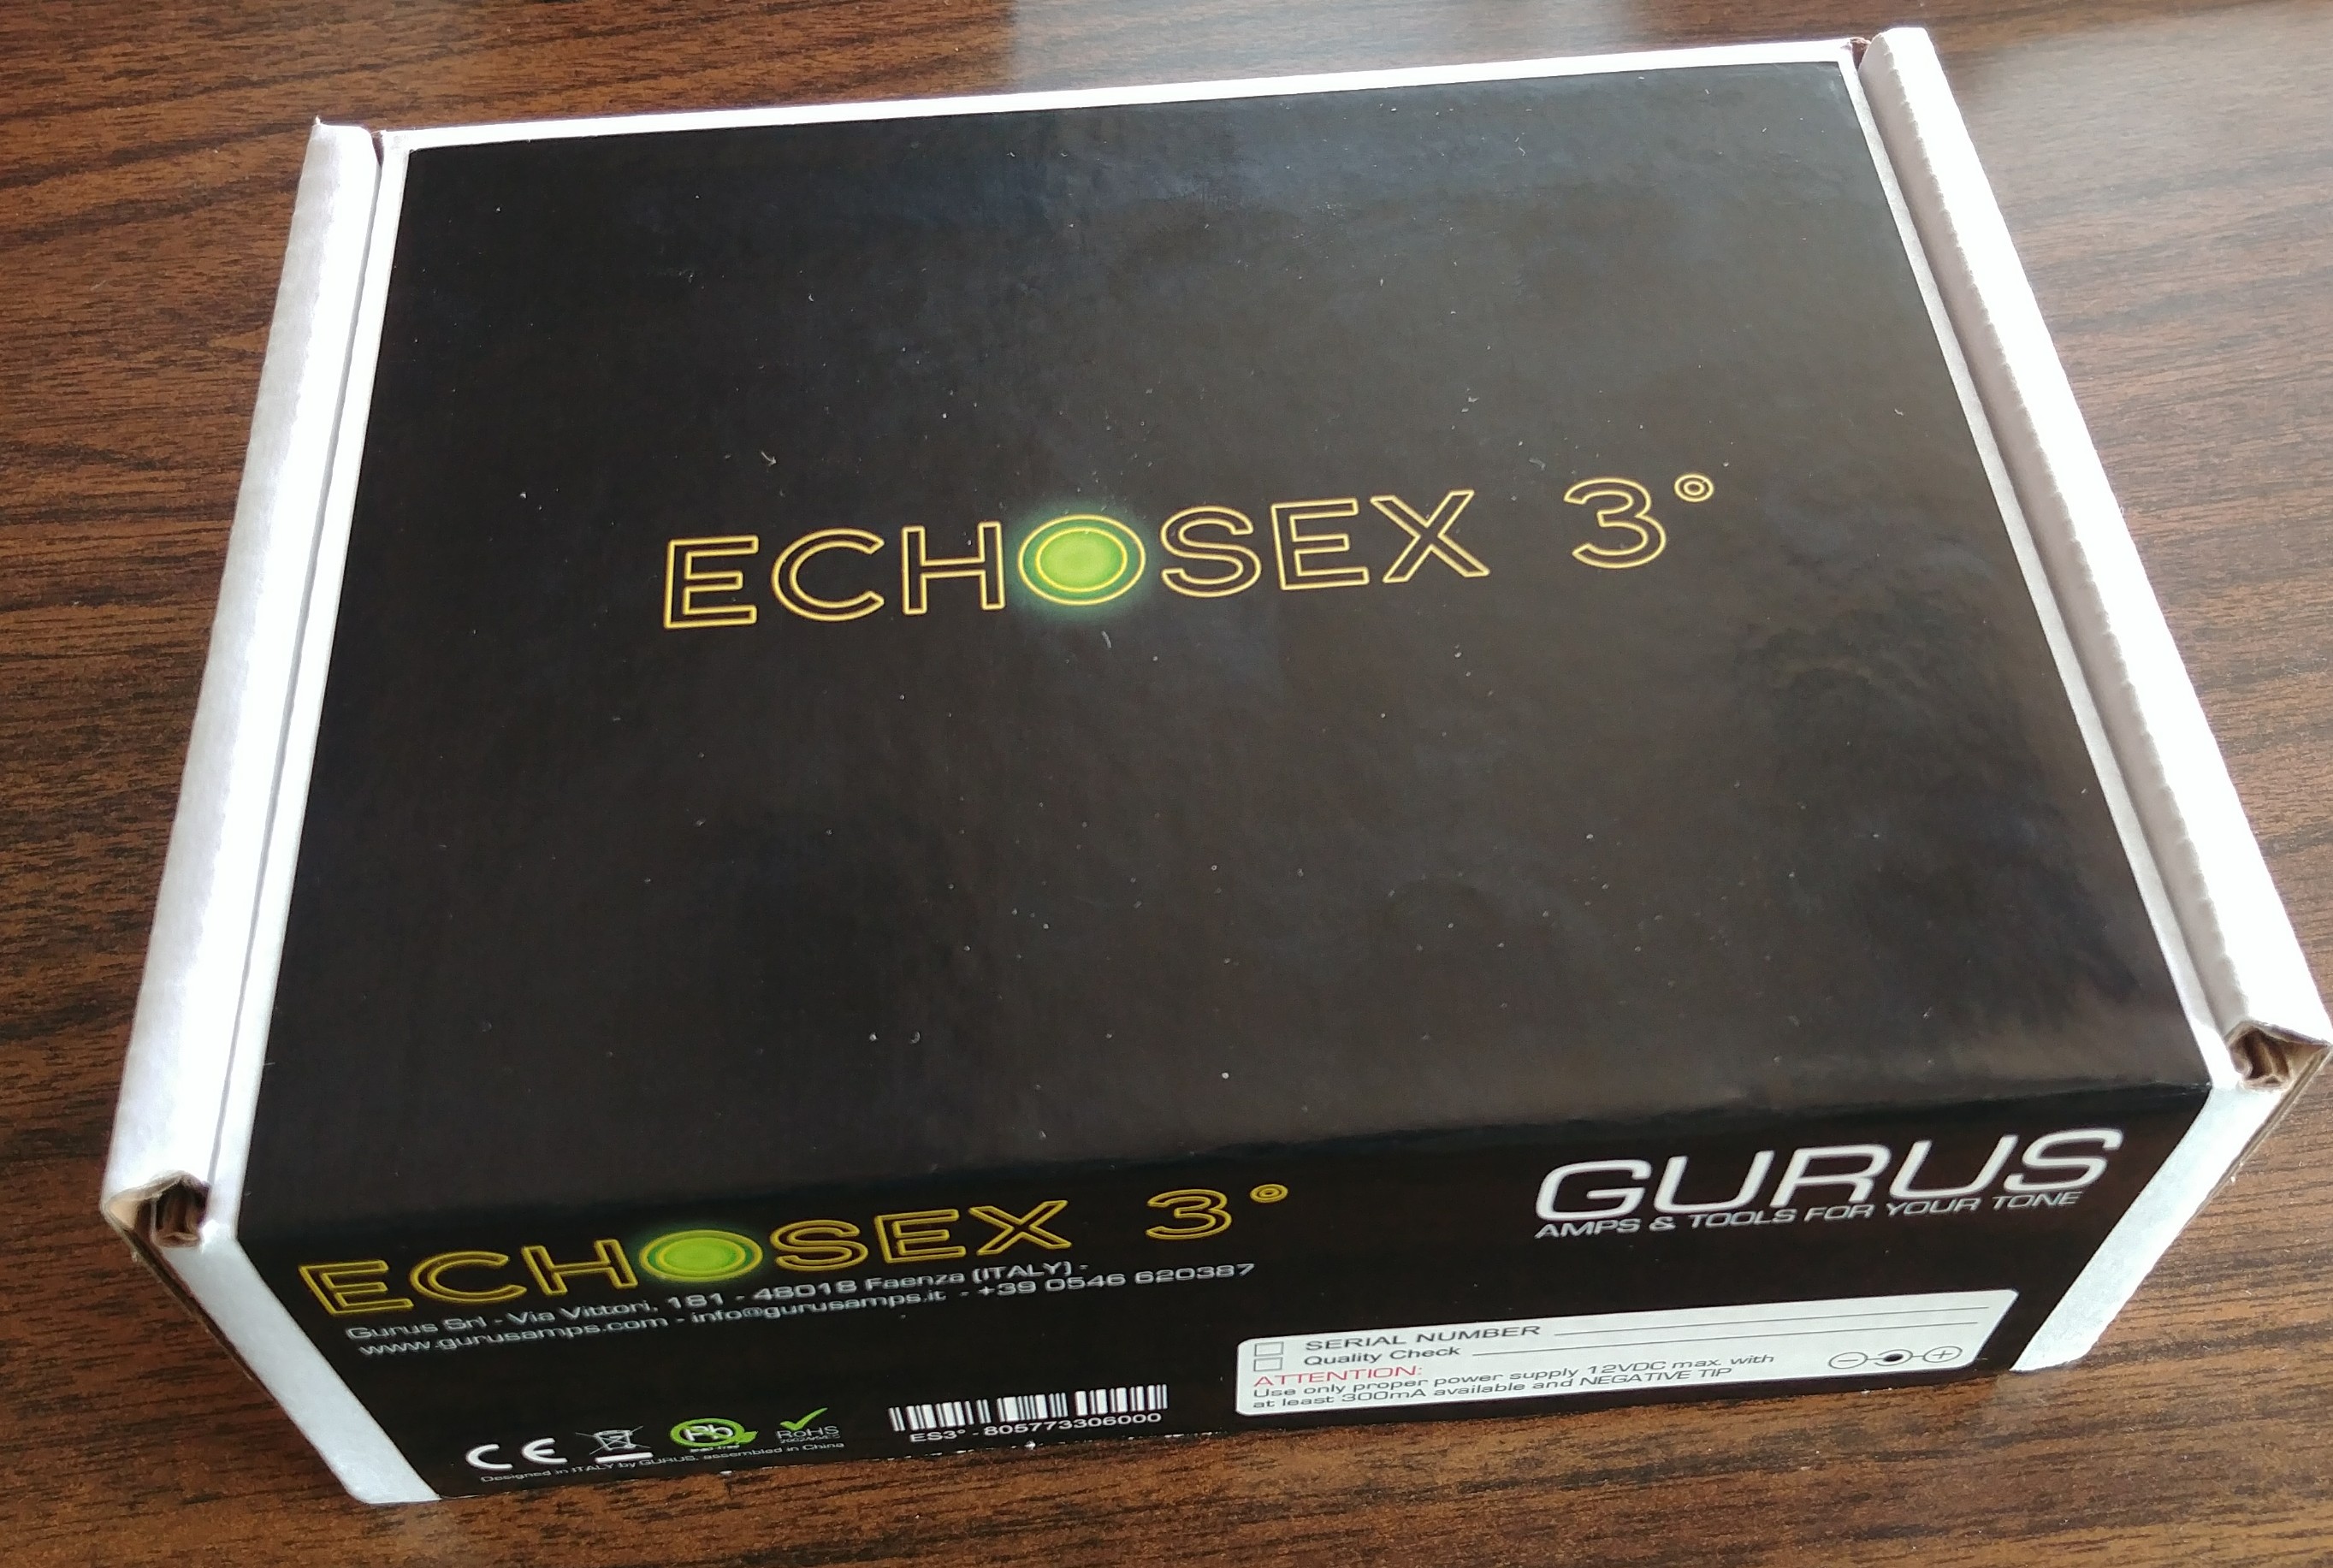 ECHOSEX 3°
ECHOSEX 3°
Gurus Srl - Via Vittori, 181 - 48018 Faenza (ITALY) -
www.gurusamps.com - info@gurusamps.it - +39 0546 620387
GURUS
AMPS & TOOLS FOR YOUR TONE
SERIAL NUMBER
Quality Check
ATTENTION:
Use only proper power supply 12VDC max. with
at least 300mA available and NEGATIVE TIP
CE
Pb
RoHS
ES3° - 805773306000
Designed in ITALY by GURUS, assembled in China